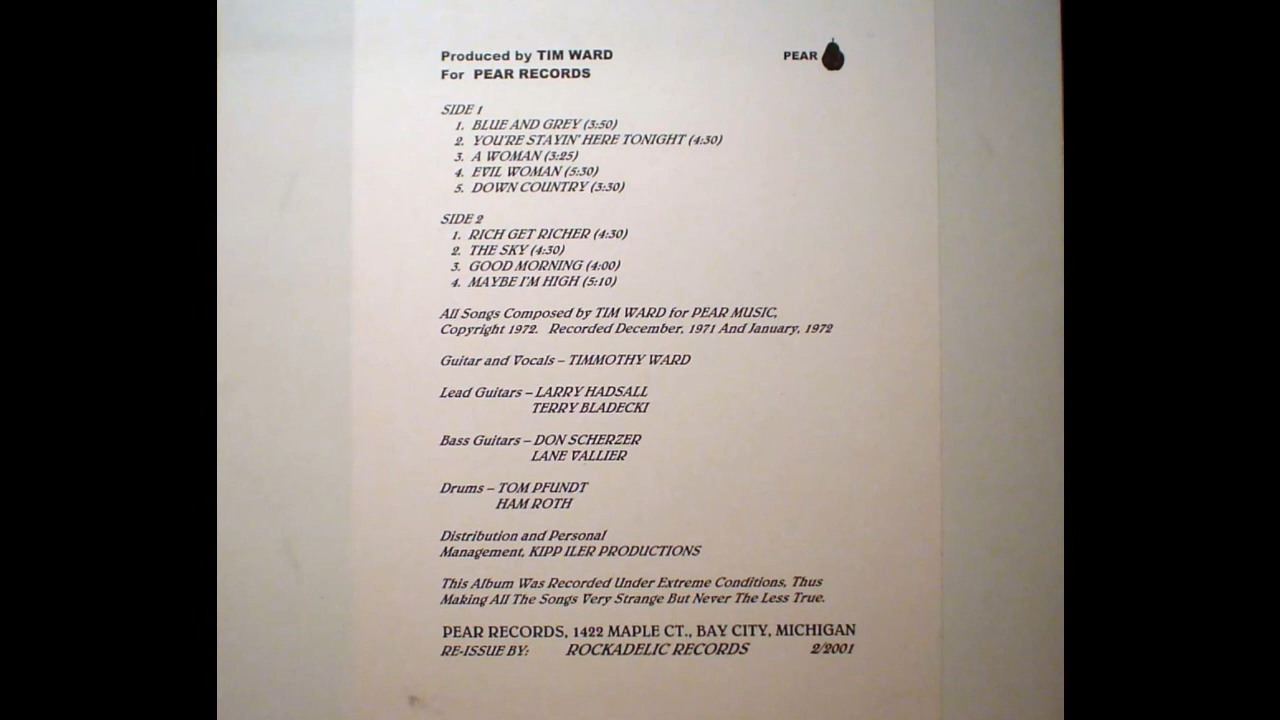 Produced by TIM WARD
For PEAR RECORDS
PEAR
SIDE 1
1. BLUE AND GREY (3:50)
2. YOU'RE STAYIN' HERE TONIGHT (4:30)
3. A WOMAN (3:25)
4. EVIL WOMAN (5:30)
5. DOWN COUNTRY (3:30)
SIDE 2
1. RICH GET RICHER (4:30)
2. THE SKY (4:30)
3. GOOD MORNING (4:00)
4. MAYBE I'M HIGH (5:10)
All Songs Composed by TIM WARD for PEAR MUSIC,
Copyright 1972. Recorded December, 1971 And January, 1972
Guitar and Vocals – TIMMOTHY WARD
Lead Guitars – LARRY HADSALL
TERRY BLADECKI
Bass Guitars – DON SCHERZER
LANE VALLIER
Drums – TOM PFUNDT
HAM ROTH
Distribution and Personal
Management, KIPP ILER PRODUCTIONS
This Album Was Recorded Under Extreme Conditions, Thus
Making All The Songs Very Strange But Never The Less True.
PEAR RECORDS, 1422 MAPLE CT., BAY CITY, MICHIGAN
RE-ISSUE BY: ROCKADELIC RECORDS 2/2001